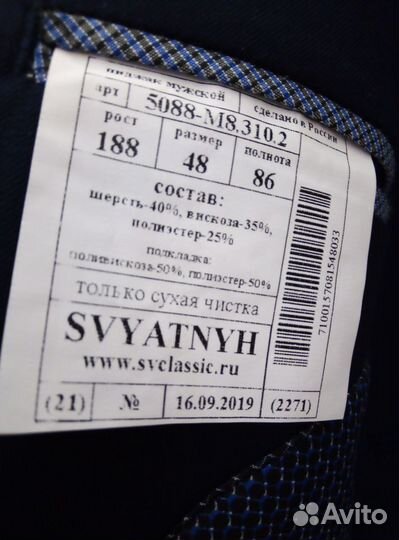 пиджак мужской сделано в России
арт 5088-М8.310.2
рост размер полнота
188 48 86
состав:
шерсть-40%, вискоза-35%,
полиэстер-25%
подкладка:
поливискоза-50%, полиэстер-50%
только сухая чистка
SVYATNYH
www.svclassic.ru
(21) № 16.09.2019 (2271)
7100157081548033
Avito